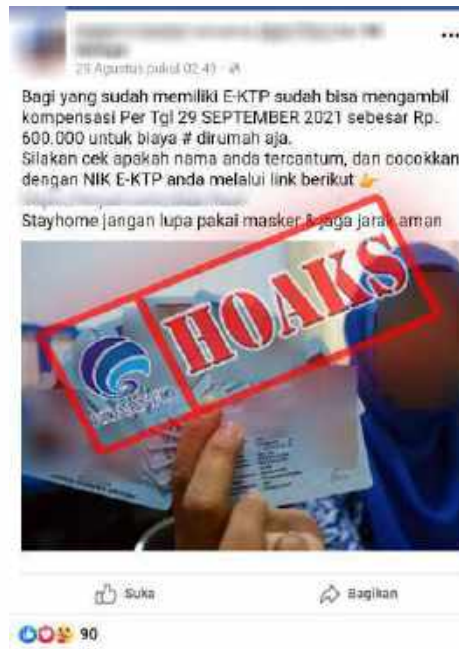 29 Agustus pukul 02.43
Bagi yang sudah memiliki E-KTP sudah bisa mengambil
kompensasi Per Tgl 29 SEPTEMBER 2021 sebesar Rp.
600.000 untuk biaya # dirumah aja.
Silakan cek apakah nama anda tercantum, dan cocokkan
dengan NIK E-KTP anda melalui link berikut 👉
Stayhome jangan lupa pakai masker & jaga jarak aman
HOAKS
Suka
Bagikan
90